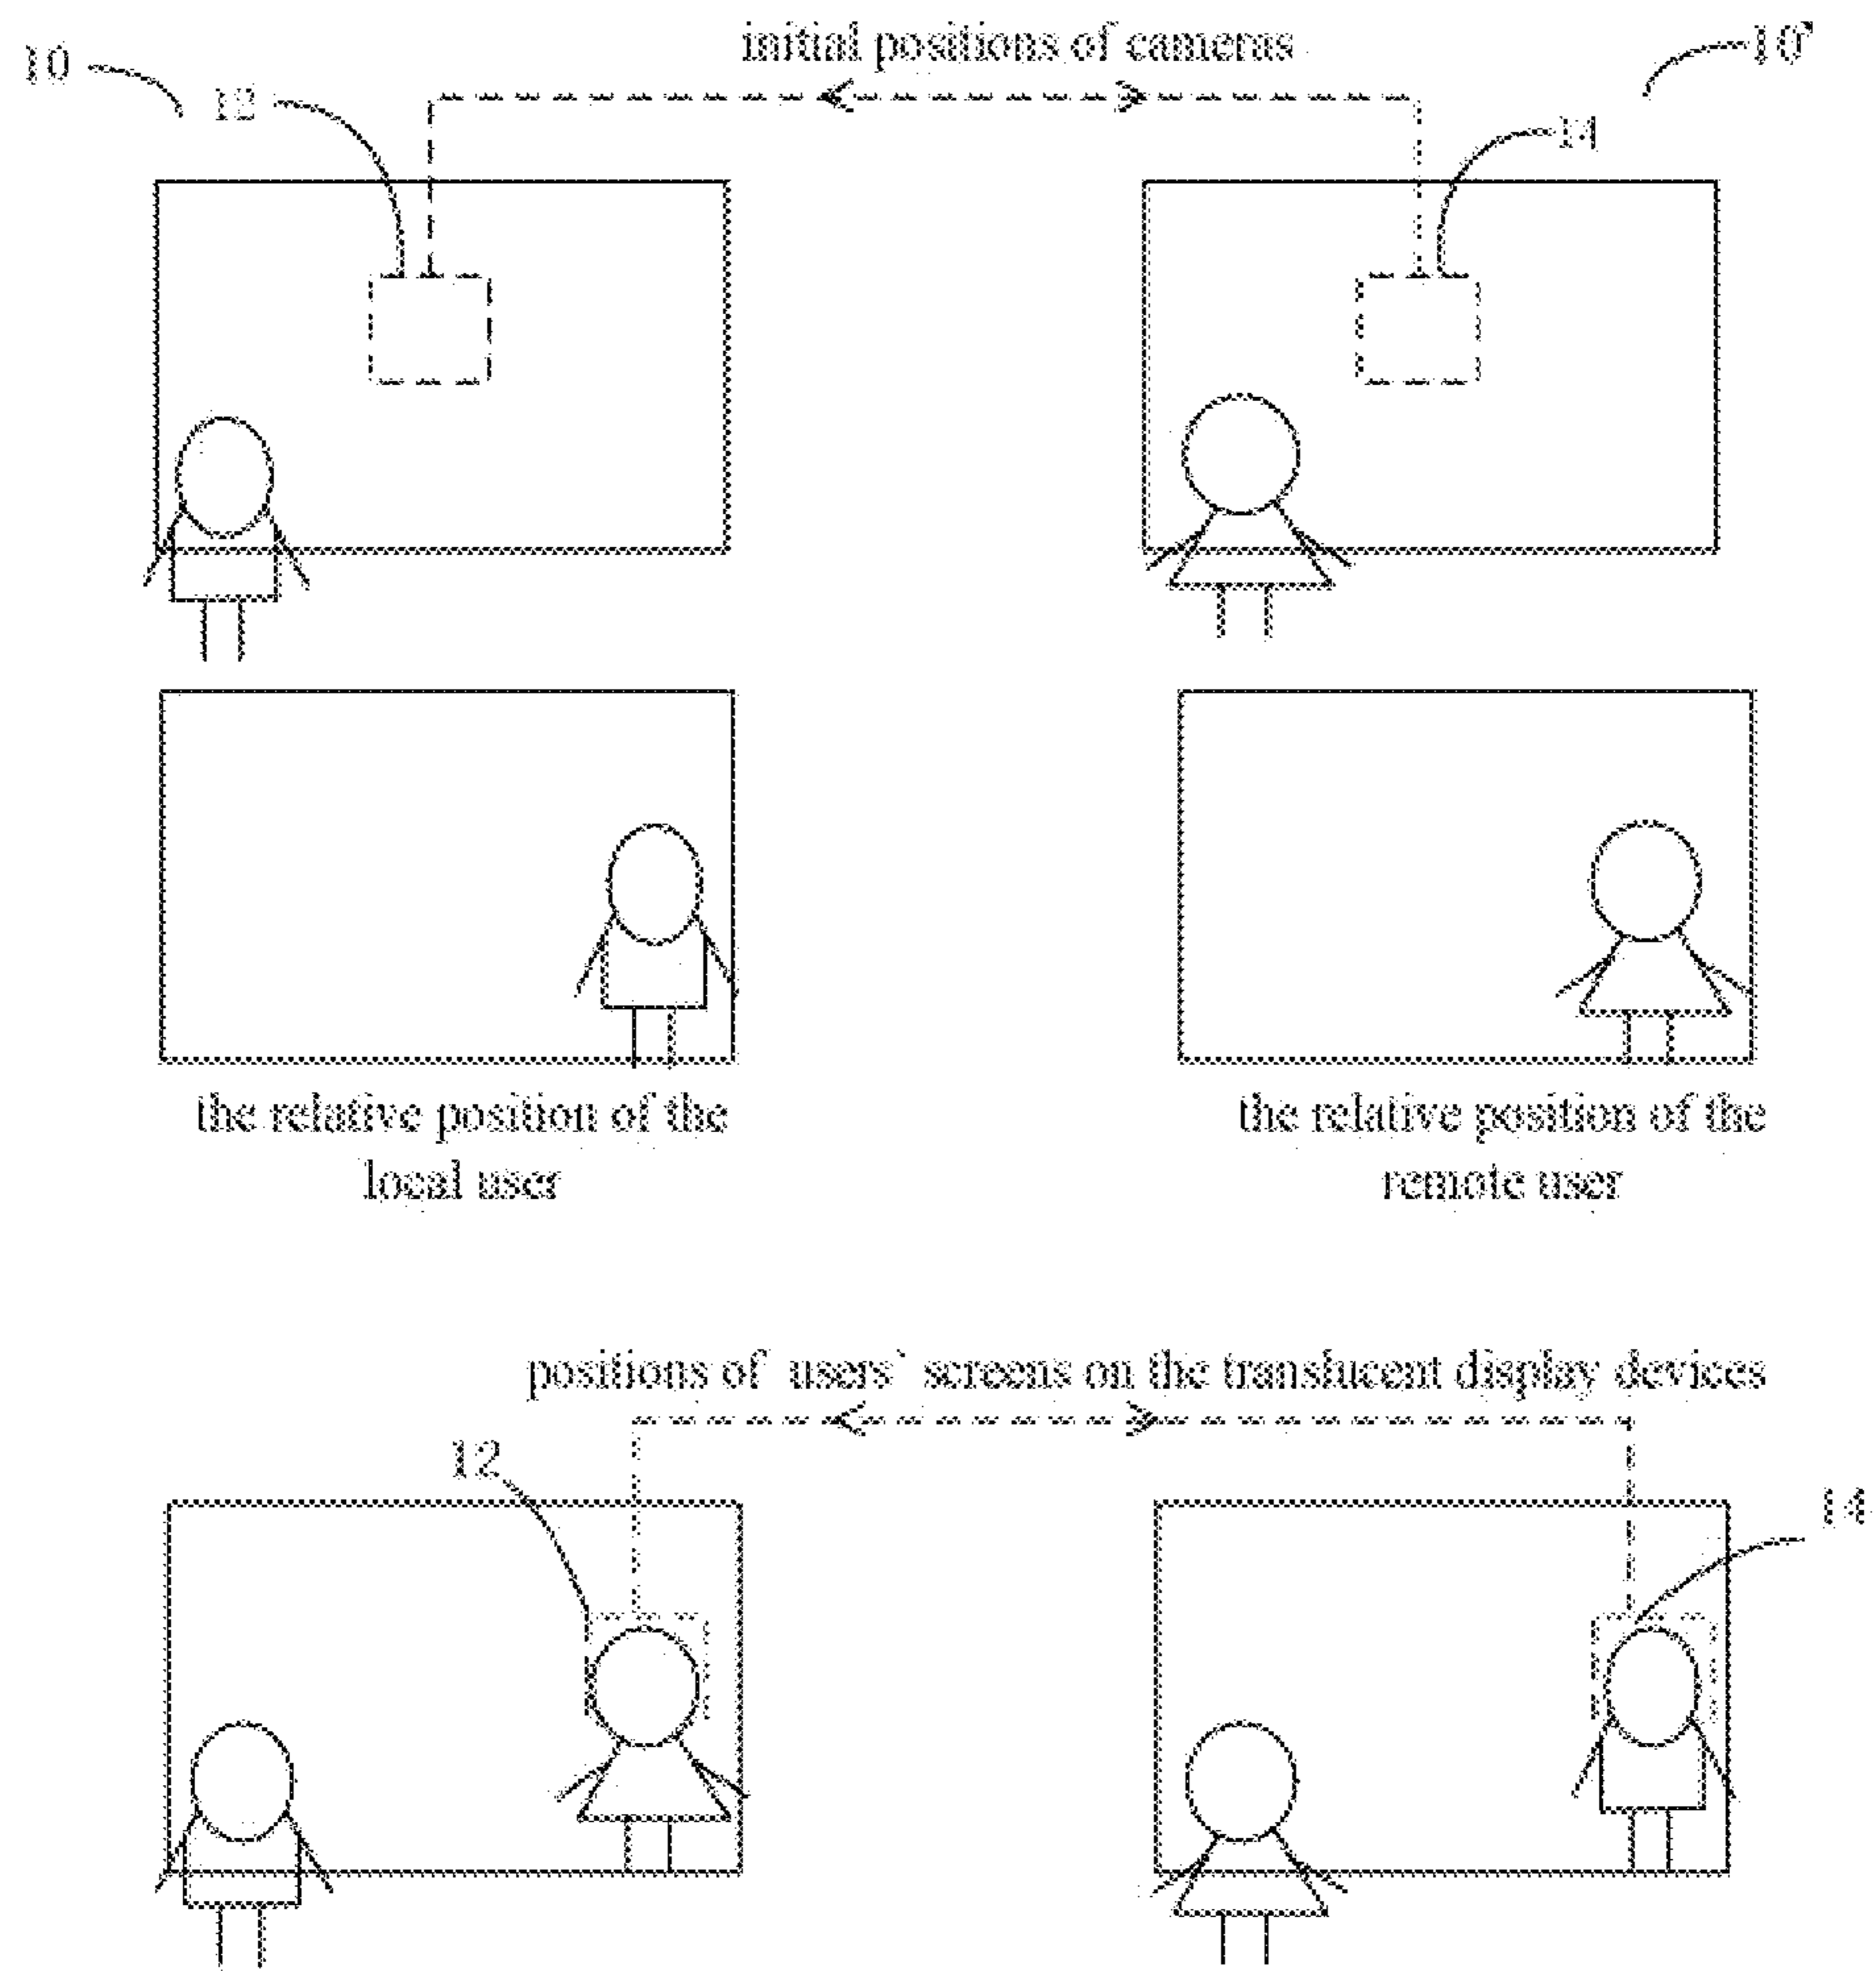 initial positions of cameras
10
10'
12
14
the relative position of the
local user
the relative position of the
remote user
positions of users' screens on the translucent display devices
12
14